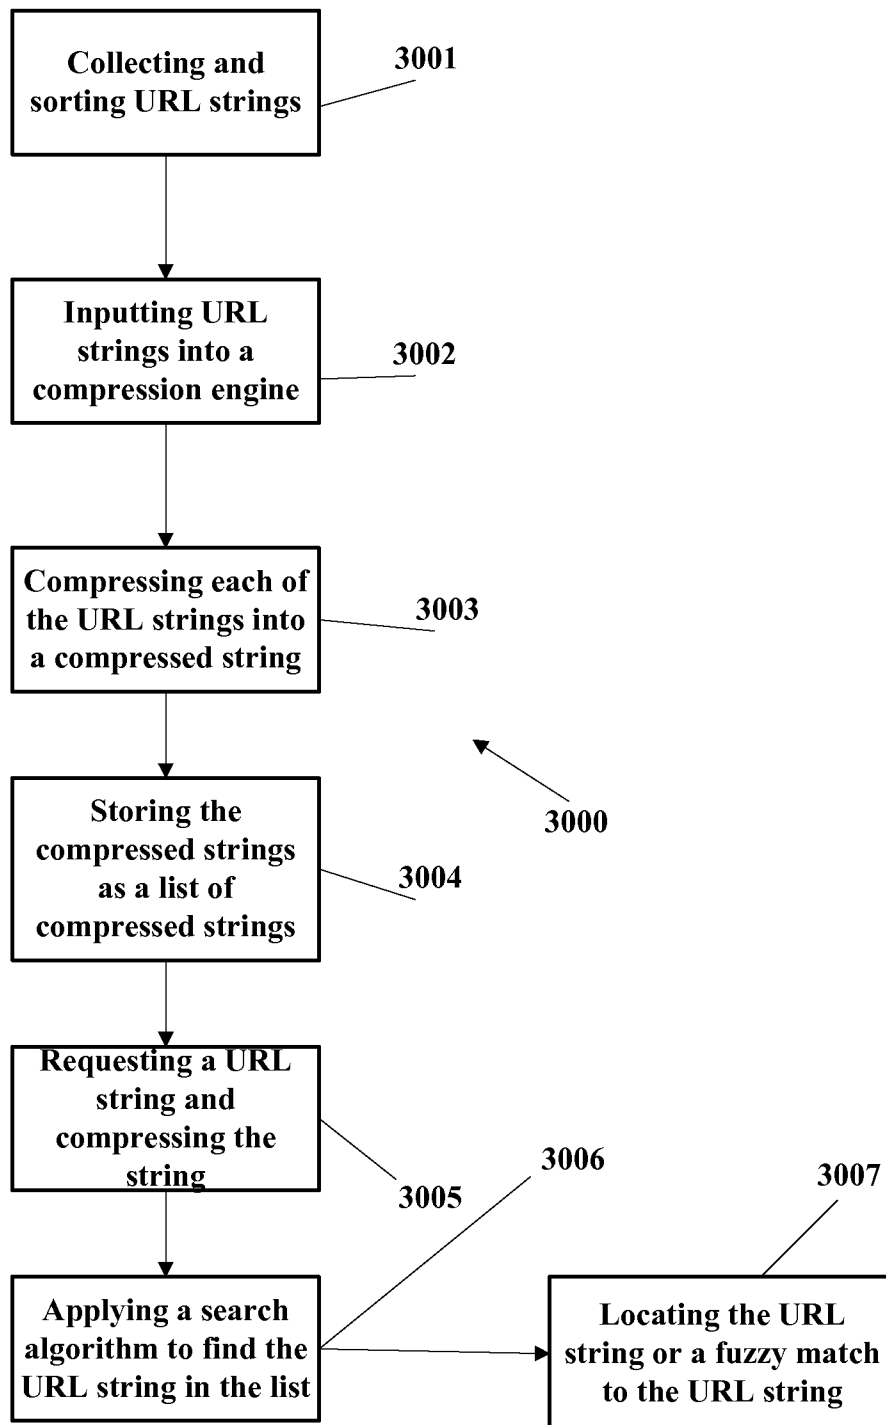 Collecting and
sorting URL strings
3001
Inputting URL
strings into a
compression engine
3002
Compressing each of
the URL strings into
a compressed string
3003
3000
Storing the
compressed strings
as a list of
compressed strings
3004
Requesting a URL
string and
compressing the
string
3005
3006
3007
Applying a search
algorithm to find the
URL string in the list
Locating the URL
string or a fuzzy match
to the URL string